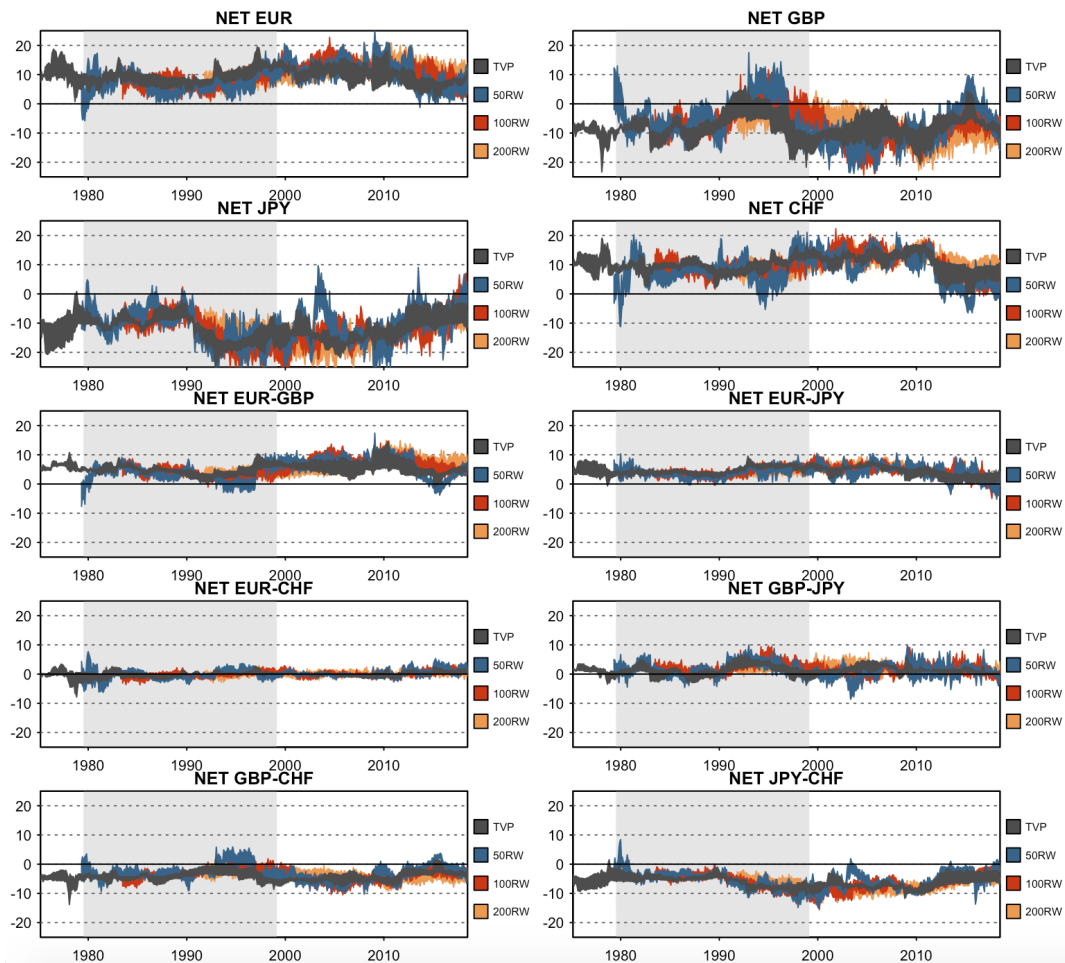 NET EUR
20
10
0
-10
-20
1980 1990 2000 2010
TVP
50RW
100RW
200RW
NET GBP
20
10
0
-10
-20
1980 1990 2000 2010
TVP
50RW
100RW
200RW
NET JPY
20
10
0
-10
-20
1980 1990 2000 2010
TVP
50RW
100RW
200RW
NET CHF
20
10
0
-10
-20
1980 1990 2000 2010
TVP
50RW
100RW
200RW
NET EUR-GBP
20
10
0
-10
-20
1980 1990 2000 2010
TVP
50RW
100RW
200RW
NET EUR-JPY
20
10
0
-10
-20
1980 1990 2000 2010
TVP
50RW
100RW
200RW
NET EUR-CHF
20
10
0
-10
-20
1980 1990 2000 2010
TVP
50RW
100RW
200RW
NET GBP-JPY
20
10
0
-10
-20
1980 1990 2000 2010
TVP
50RW
100RW
200RW
NET GBP-CHF
20
10
0
-10
-20
1980 1990 2000 2010
TVP
50RW
100RW
200RW
NET JPY-CHF
20
10
0
-10
-20
1980 1990 2000 2010
TVP
50RW
100RW
200RW